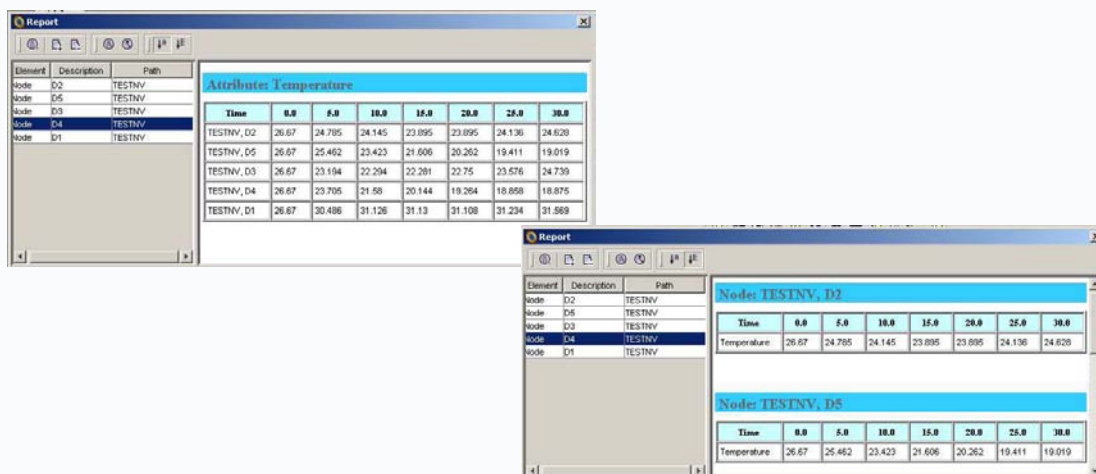 Report
Element Description Path
Node D2 TESTNV
Node D5 TESTNV
Node D3 TESTNV
Node D4 TESTNV
Node D1 TESTNV
Attribute: Temperature
Time 0.0 5.0 10.0 15.0 20.0 25.0 30.0
TESTNV, D2 26.67 24.785 24.145 23.895 23.895 24.136 24.628
TESTNV, D5 26.67 25.462 23.423 21.606 20.262 19.411 19.019
TESTNV, D3 26.67 23.194 22.294 22.281 22.75 23.576 24.739
TESTNV, D4 26.67 23.705 21.58 20.144 19.264 18.858 18.875
TESTNV, D1 26.67 30.486 31.126 31.13 31.108 31.234 31.569
Report
Element Description Path
Node D2 TESTNV
Node D5 TESTNV
Node D3 TESTNV
Node D4 TESTNV
Node D1 TESTNV
Node: TESTNV, D2
Time 0.0 5.0 10.0 15.0 20.0 25.0 30.0
Temperature 26.67 24.785 24.145 23.895 23.895 24.136 24.628
Node: TESTNV, D5
Time 0.0 5.0 10.0 15.0 20.0 25.0 30.0
Temperature 26.67 25.462 23.423 21.606 20.262 19.411 19.019